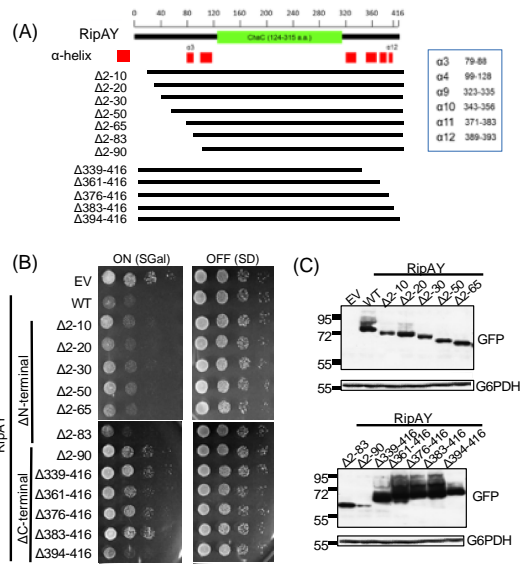 (A)
0 40 80 120 160 200 240 280 320 360 416
RipAY
ChaC (124-315 a.a.)
α-helix
α3
α12
Δ2-10
Δ2-20
Δ2-30
Δ2-50
Δ2-65
Δ2-83
Δ2-90
Δ339-416
Δ361-416
Δ376-416
Δ383-416
Δ394-416
α3 79-88
α4 99-128
α9 323-335
α10 343-356
α11 371-383
α12 389-393
(B)
ON (SGal) OFF (SD)
EV
WT
Δ2-10
Δ2-20
Δ2-30
Δ2-50
Δ2-65
Δ2-83
Δ2-90
Δ339-416
Δ361-416
Δ376-416
Δ383-416
Δ394-416
RipAY
ΔN-terminal
ΔC-terminal
(C)
RipAY
EV WT Δ2-10 Δ2-20 Δ2-30 Δ2-50 Δ2-65
95
72
GFP
55
55
G6PDH
RipAY
Δ2-83 Δ2-90 Δ339-416 Δ361-416 Δ376-416 Δ383-416 Δ394-416
95
72
GFP
55
55
G6PDH